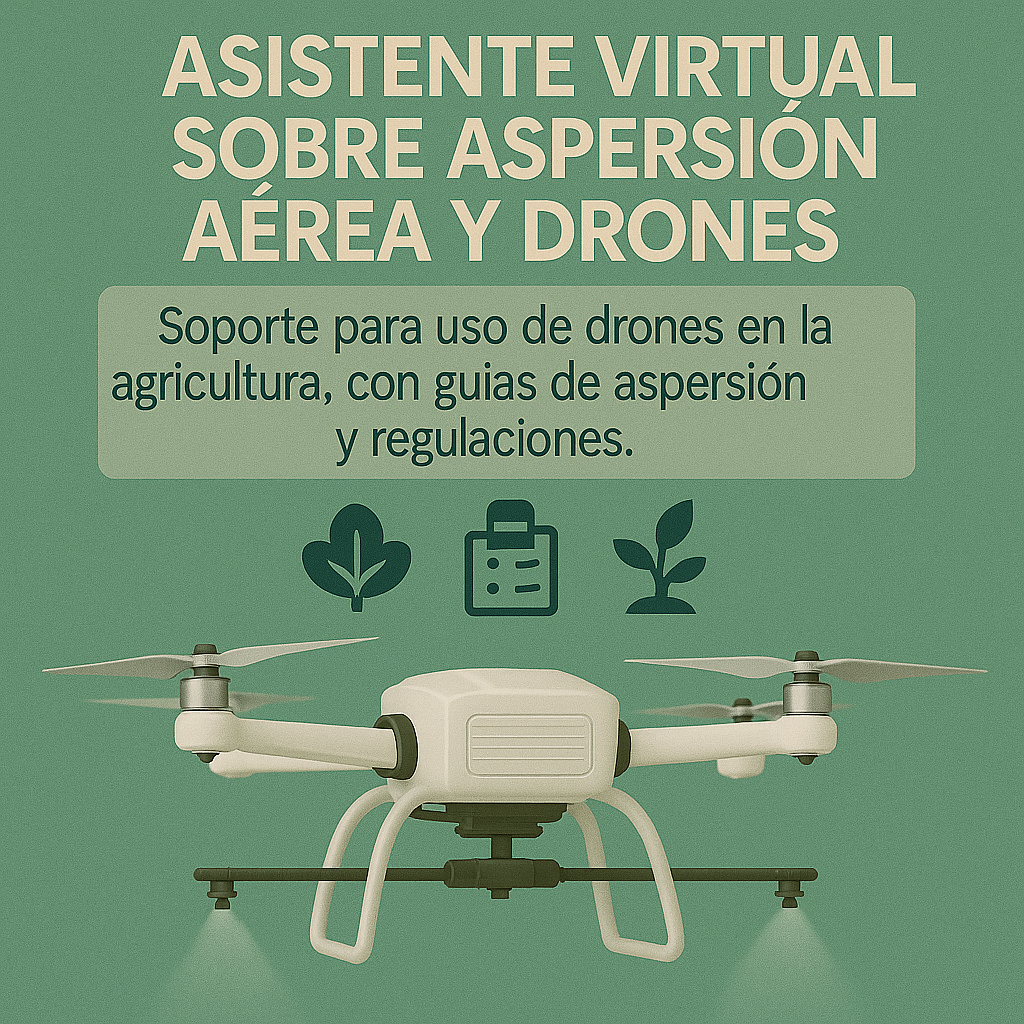 ASISTENTE VIRTUAL
SOBRE ASPERSIÓN
AÉREA Y DRONES
Soporte para uso de drones en la
agricultura, con guias de aspersión
y regulaciones.